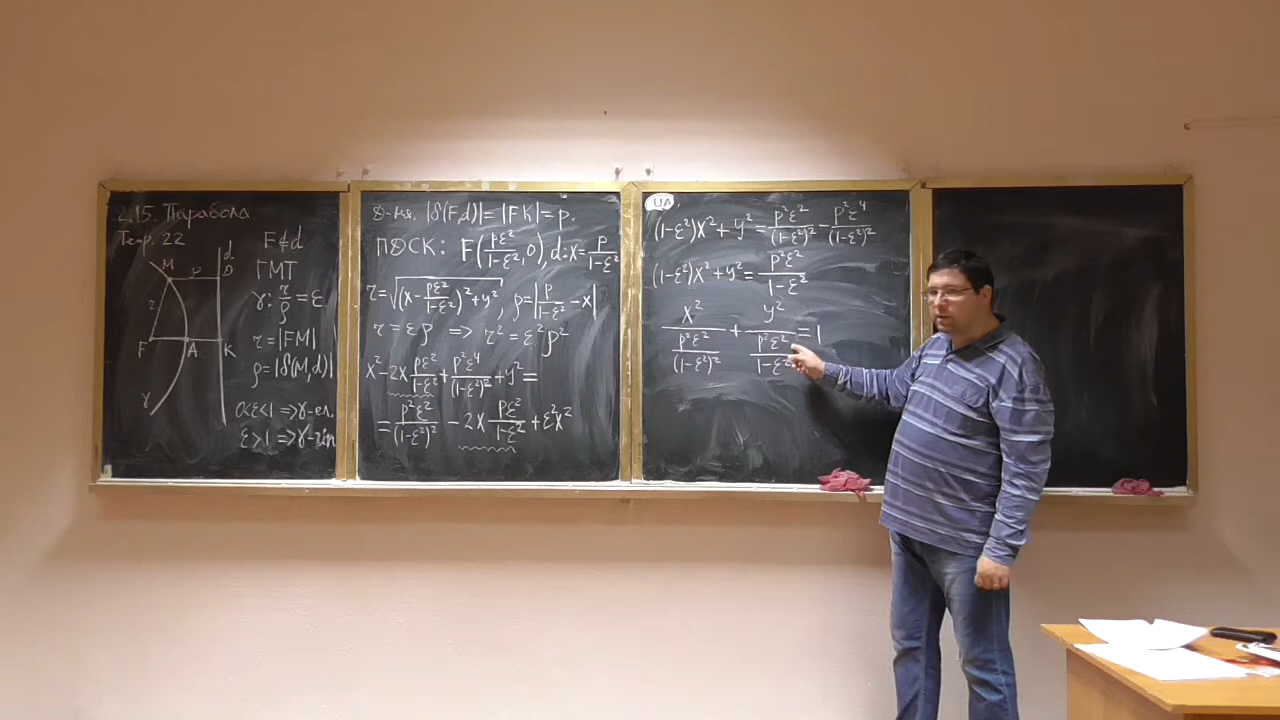 2.15. Парабола.
Теор. 22
F∉d
ГМТ
γ: r/ρ = ε
r = |FM|
ρ = |δ(M,d)|
0<ε<1 ⇒ γ-эл.
ε>1 ⇒ γ-гип
M
ρ
D
d
r
F
A
K
γ
Д-ия. |δ(F,d)| = |FK| = p.
ПДСК: F(pε²/1-ε², 0), d: x = p/1-ε²
r = √(x - pε²/1-ε²)² + y², ρ = |p/1-ε² - x|
r = ερ ⇒ r² = ε²ρ²
x² - 2x pε²/1-ε² + p²ε⁴/(1-ε²)² + y² =
= p²ε²/(1-ε²)² - 2x pε²/1-ε² + ε²x²
UA
(1-ε²)x² + y² = p²ε²/(1-ε²)² - p²ε⁴/(1-ε²)²
(1-ε²)x² + y² = p²ε²/1-ε²
x²/(p²ε²/(1-ε²)²) + y²/(p²ε²/1-ε²) = 1